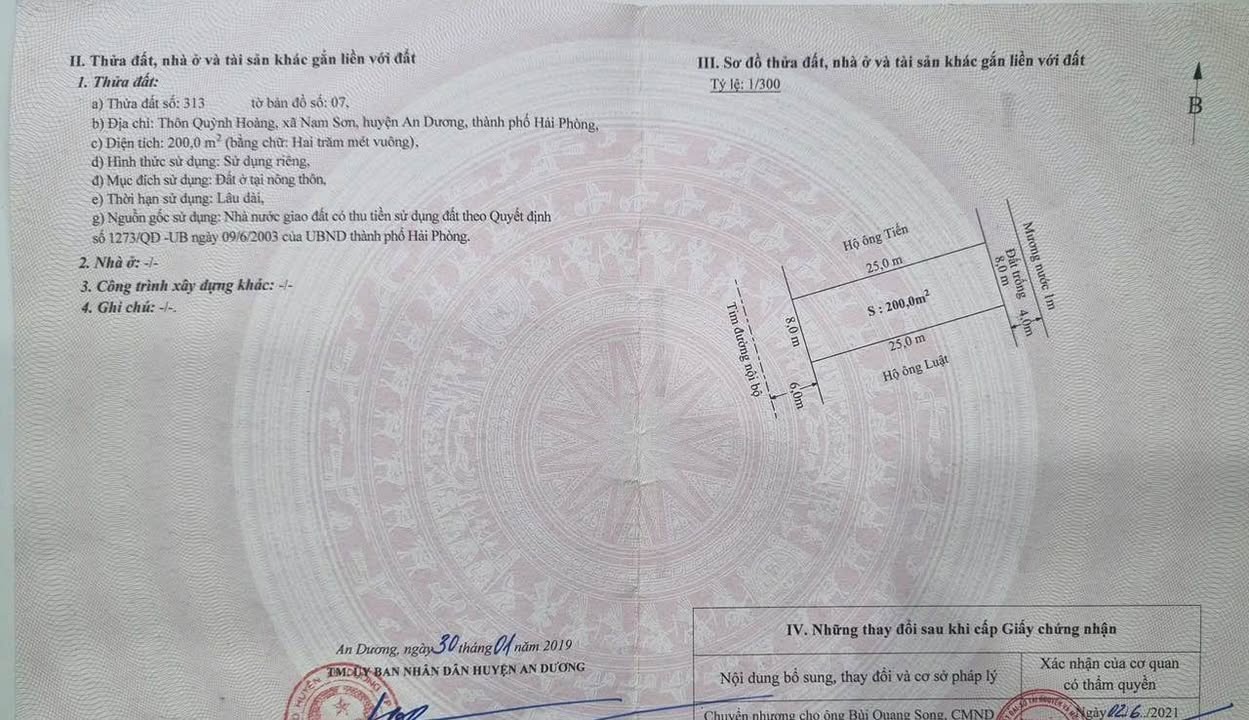 II. Thửa đất, nhà ở và tài sản khác gắn liền với đất
1. Thửa đất:
a) Thửa đất số: 313 tờ bản đồ số: 07,
b) Địa chỉ: Thôn Quỳnh Hoàng, xã Nam Sơn, huyện An Dương, thành phố Hải Phòng,
c) Diện tích: 200,0 m² (bằng chữ: Hai trăm mét vuông),
d) Hình thức sử dụng: Sử dụng riêng,
đ) Mục đích sử dụng: Đất ở tại nông thôn,
e) Thời hạn sử dụng: Lâu dài,
g) Nguồn gốc sử dụng: Nhà nước giao đất có thu tiền sử dụng đất theo Quyết định
số 1273/QĐ -UB ngày 09/6/2003 của UBND thành phố Hải Phòng.
2. Nhà ở: -/-
3. Công trình xây dựng khác: -/-
4. Ghi chú: -/-.
An Dương, ngày 30 tháng 01 năm 2019
TM. ỦY BAN NHÂN DÂN HUYỆN AN DƯƠNG
III. Sơ đồ thửa đất, nhà ở và tài sản khác gắn liền với đất
Tỷ lệ: 1/300
B
Hộ ông Tiến
25,0 m
S : 200,0m²
25,0 m
Hộ ông Luật
8,0 m
6,0m
Tim đường nội bộ
8,0 m
Đất trống 4,0m
Mương nước 1m
IV. Những thay đổi sau khi cấp Giấy chứng nhận
Nội dung bổ sung, thay đổi và cơ sở pháp lý
Xác nhận của cơ quan
có thẩm quyền
Chuyển nhượng cho ông Bùi Quang Song, CMND
Ngày 02.6../2021